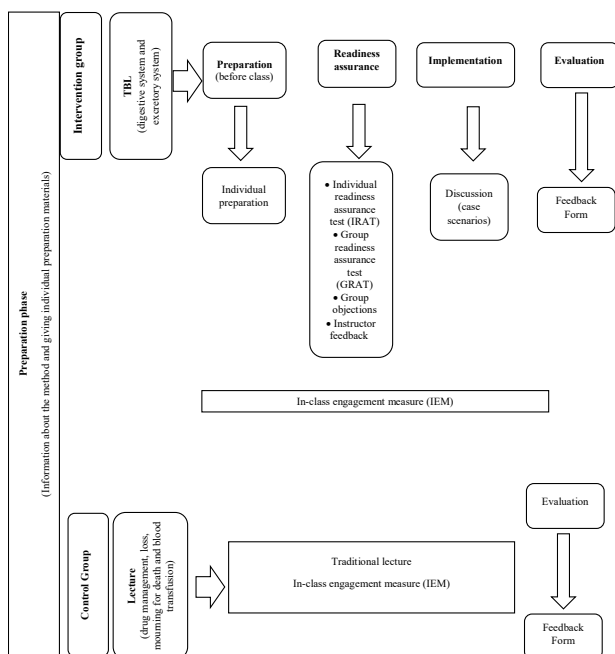 Preparation phase
(Information about the method and giving individual preparation materials)
Intervention group
TBL
(digestive system and
excretory system)
Preparation
(before class)
Readiness
assurance
Implementation
Evaluation
Individual
preparation
• Individual
readiness
assurance
test (IRAT)
• Group
readiness
assurance
test
(GRAT)
• Group
objections
• Instructor
feedback
Discussion
(case
scenarios)
Feedback
Form
In-class engagement measure (IEM)
Control Group
Lecture
(drug management, loss,
mourning for death and blood
transfusion)
Traditional lecture
In-class engagement measure (IEM)
Evaluation
Feedback
Form